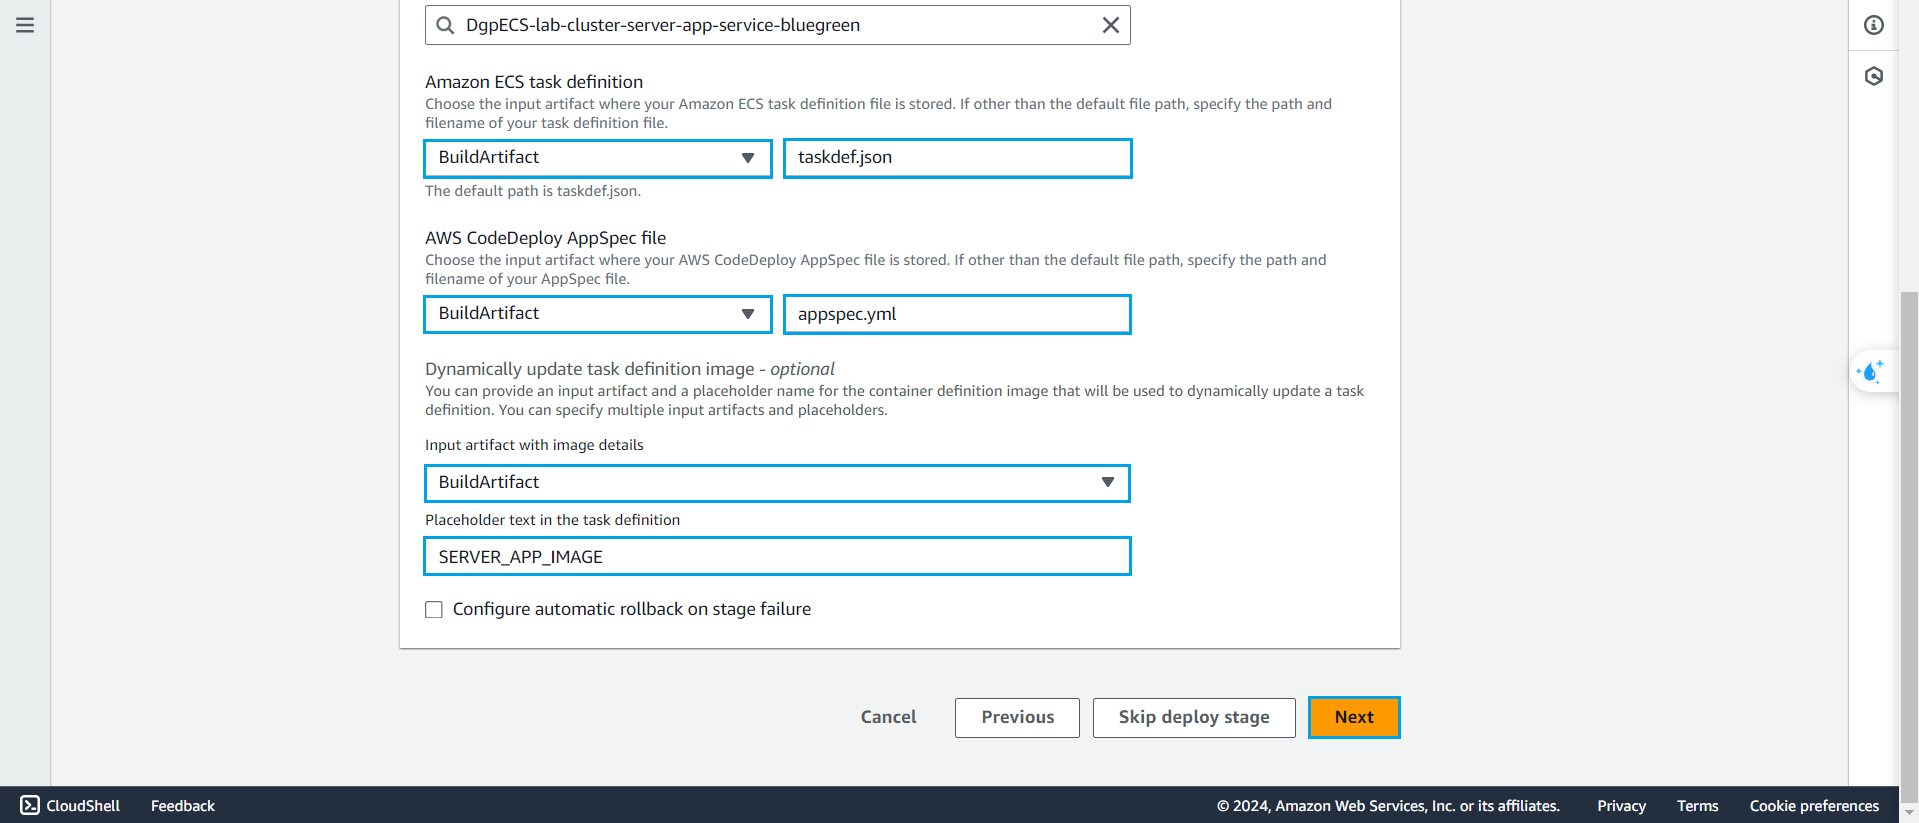 DgpECS-lab-cluster-server-app-service-bluegreen
Amazon ECS task definition
Choose the input artifact where your Amazon ECS task definition file is stored. If other than the default file path, specify the path and
filename of your task definition file.
BuildArtifact
taskdef.json
The default path is taskdef.json.
AWS CodeDeploy AppSpec file
Choose the input artifact where your AWS CodeDeploy AppSpec file is stored. If other than the default file path, specify the path and
filename of your AppSpec file.
BuildArtifact
appspec.yml
Dynamically update task definition image - optional
You can provide an input artifact and a placeholder name for the container definition image that will be used to dynamically update a task
definition. You can specify multiple input artifacts and placeholders.
Input artifact with image details
BuildArtifact
Placeholder text in the task definition
SERVER_APP_IMAGE
Configure automatic rollback on stage failure
Cancel
Previous
Skip deploy stage
Next
CloudShell
Feedback
© 2024, Amazon Web Services, Inc. or its affiliates.
Privacy
Terms
Cookie preferences